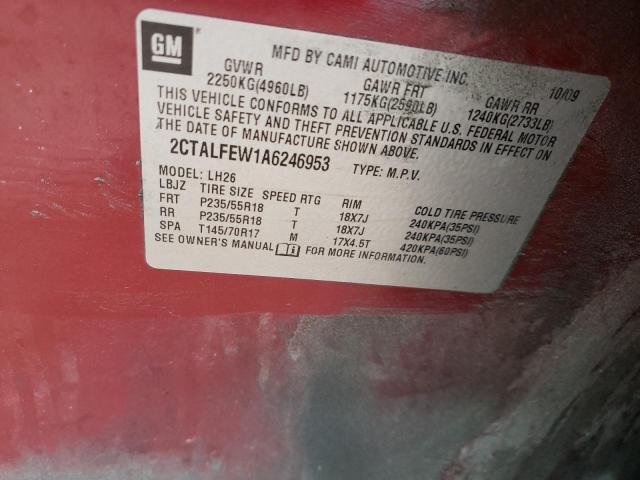 GM
MFD BY CAMI AUTOMOTIVE INC. 10/09
GVWR GAWR FRT GAWR RR
2250KG(4960LB) 1175KG(2590LB) 1240KG(2733LB)
THIS VEHICLE CONFORMS TO ALL APPLICABLE U.S. FEDERAL MOTOR
VEHICLE SAFETY AND THEFT PREVENTION STANDARDS IN EFFECT ON
THE DATE OF MANUFACTURE SHOWN ABOVE.
2CTALFEW1A6246953 TYPE: M.P.V.
MODEL: LH26
LBJZ TIRE SIZE SPEED RTG RIM COLD TIRE PRESSURE
FRT P235/55R18 T 18X7J 240KPA(35PSI)
RR P235/55R18 T 18X7J 240KPA(35PSI)
SPA T145/70R17 M 17X4.5T 420KPA(60PSI)
SEE OWNER'S MANUAL FOR MORE INFORMATION.